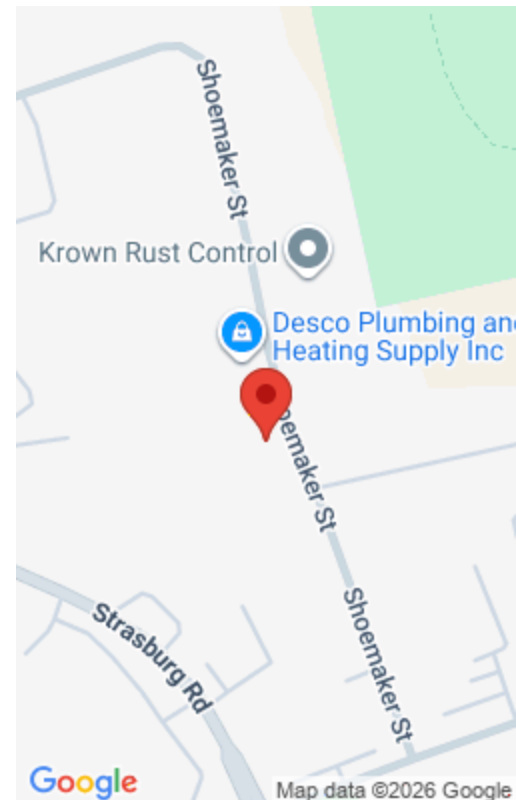 Shoemaker St
Krown Rust Control
Desco Plumbing and
Heating Supply Inc
oemaker St
Shoemaker St
Strasburg Rd
Google
Map data ©2026 Google